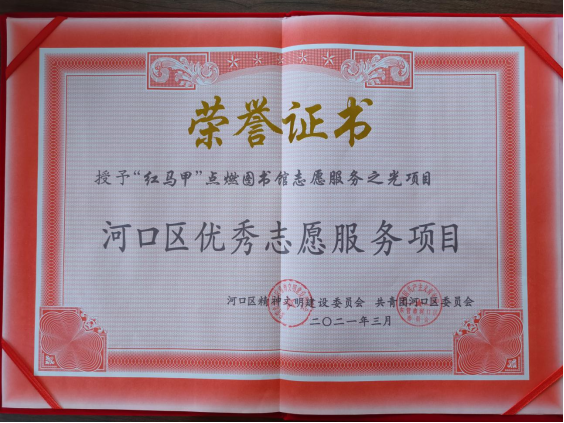 荣誉证书
授予“红马甲”点燃图书馆志愿服务之光项目
河口区优秀志愿服务项目
河口区精神文明建设委员会 共青团河口区委员会
二〇二一年三月